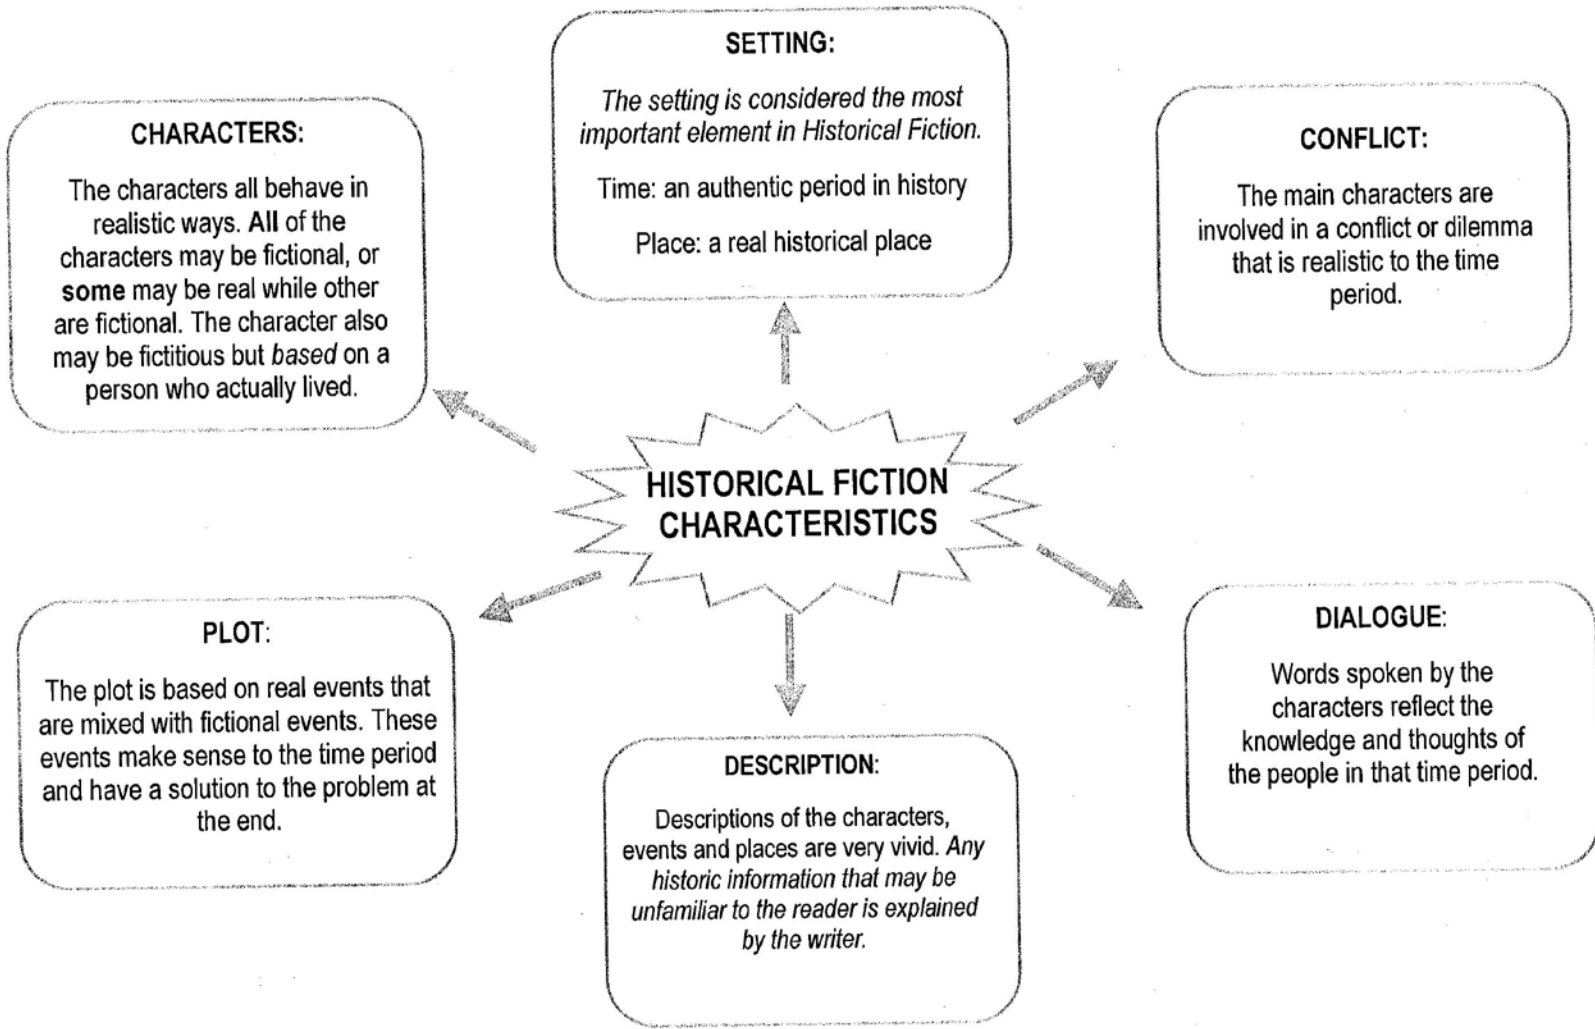 SETTING:
The setting is considered the most
important element in Historical Fiction.
Time: an authentic period in history
Place: a real historical place
CHARACTERS:
The characters all behave in
realistic ways. All of the
characters may be fictional, or
some may be real while other
are fictional. The character also
may be fictitious but based on a
person who actually lived.
CONFLICT:
The main characters are
involved in a conflict or dilemma
that is realistic to the time
period.
HISTORICAL FICTION
CHARACTERISTICS
PLOT:
The plot is based on real events that
are mixed with fictional events. These
events make sense to the time period
and have a solution to the problem at
the end.
DESCRIPTION:
Descriptions of the characters,
events and places are very vivid. Any
historic information that may be
unfamiliar to the reader is explained
by the writer.
DIALOGUE:
Words spoken by the
characters reflect the
knowledge and thoughts of
the people in that time period.